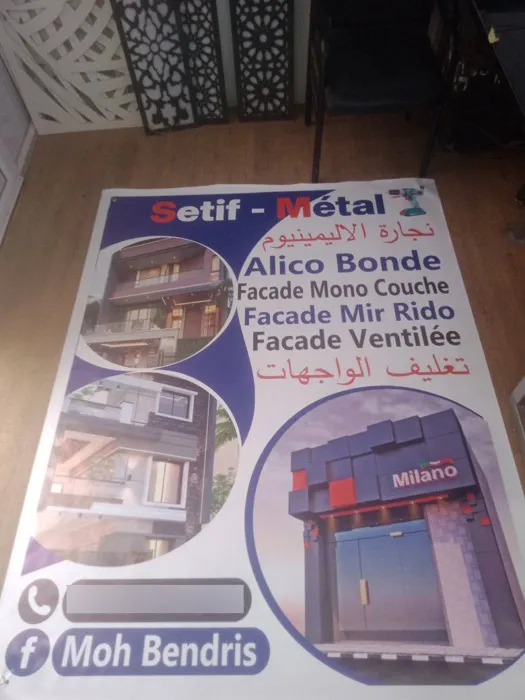 Setif - Métal
نجارة الاليمينيوم
Alico Bonde
Facade Mono Couche
Facade Mir Rido
Facade Ventilée
تغليف الواجهات
Milano
f Moh Bendris